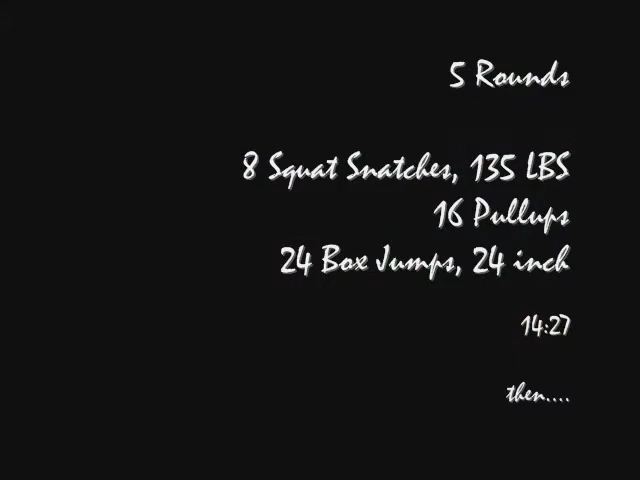 5 Rounds
8 Squat Snatches, 135 LBS
16 Pullups
24 Box Jumps, 24 inch
14:27
then....